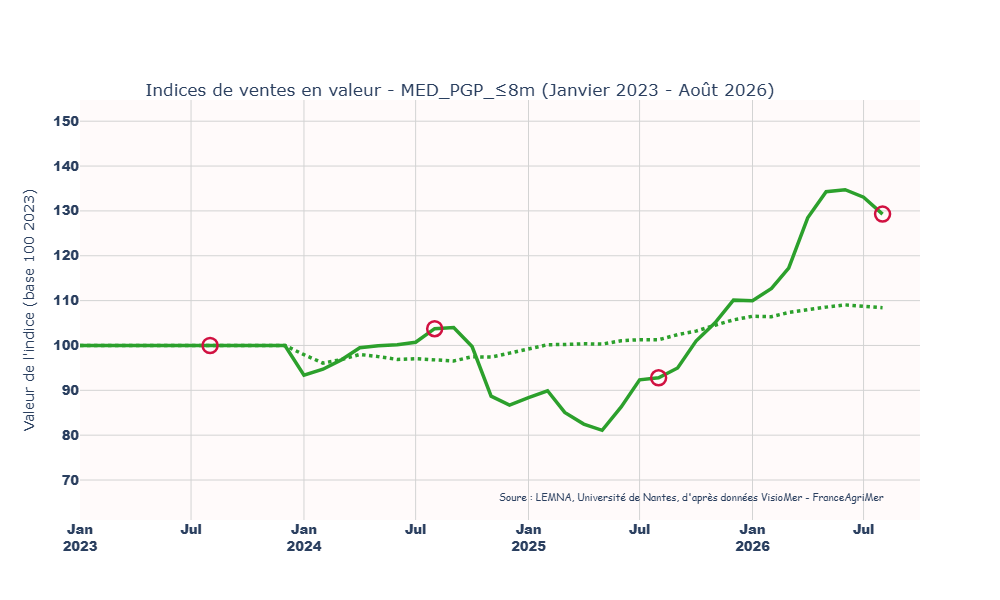 Indices de ventes en valeur - MED_PGP_≤8m (Janvier 2023 - Août 2026)
Valeur de l'indice (base 100 2023)
150
140
130
120
110
100
90
80
70
Soure : LEMNA, Université de Nantes, d'après données VisioMer - FranceAgriMer
Jan Jul Jan Jul Jan Jul Jan Jul
2023 2024 2025 2026